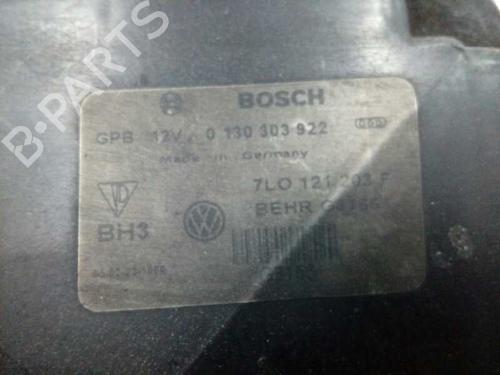 BOSCH
GPB 12V 0 130 303 922
Made in Germany
7L0 121 203 F
BEHR
BH3
B-PARTS